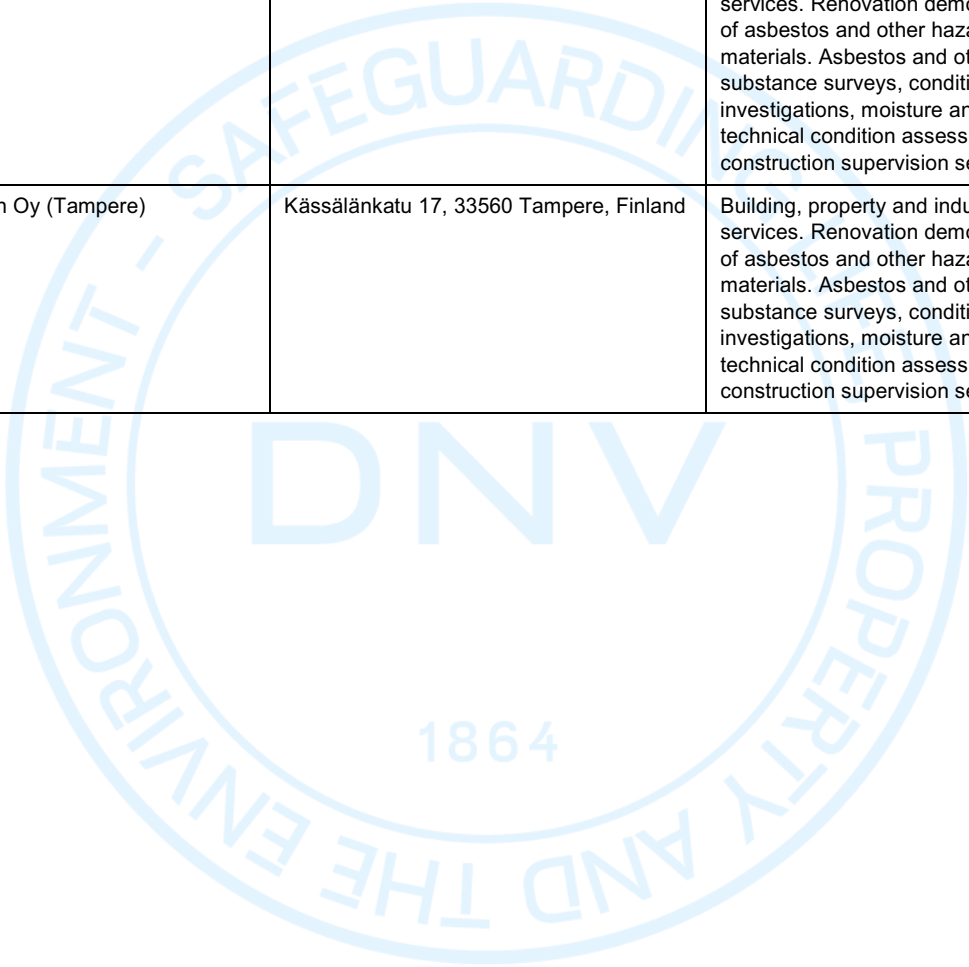 services. Renovation demo
of asbestos and other haza
materials. Asbestos and ot
substance surveys, conditi
investigations, moisture an
technical condition assess
construction supervision se
n Oy (Tampere)
Kässälänkatu 17, 33560 Tampere, Finland
Building, property and indu
services. Renovation demo
of asbestos and other haza
materials. Asbestos and ot
substance surveys, conditi
investigations, moisture an
technical condition assess
construction supervision se
SAFEGUARDING LIFE PROPERTY AND THE ENVIRONMENT
DNV
1864